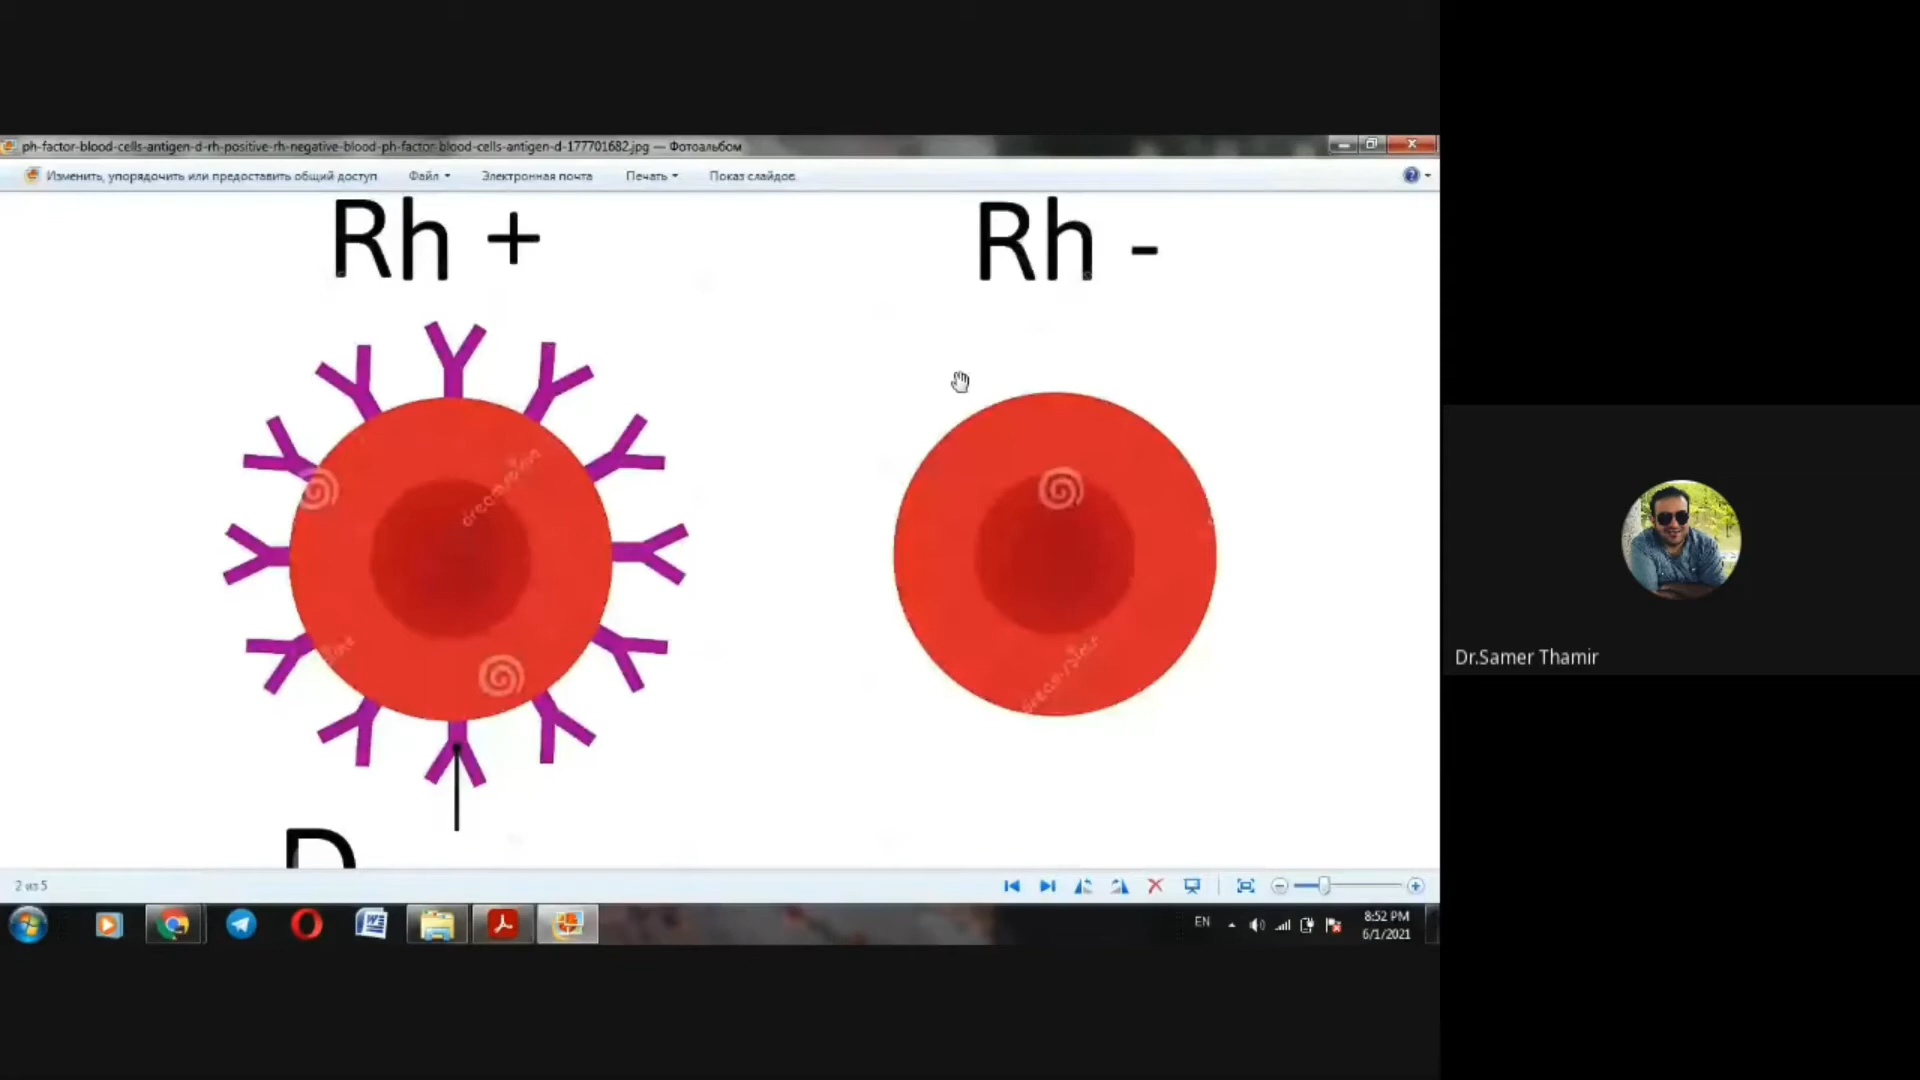 ph-factor-blood-cells-antigen-d-rh-positive-rh-negative-blood-ph-factor-blood-cells-antigen-d-177701682.jpg — Фотоальбом
Изменить, упорядочить или предоставить общий доступ Файл Электронная почта Печать Показ слайдов
Rh + Rh -
dreamstime
dreamstime
D
Dr.Samer Thamir
2 из 5
EN 8:52 PM
6/1/2021